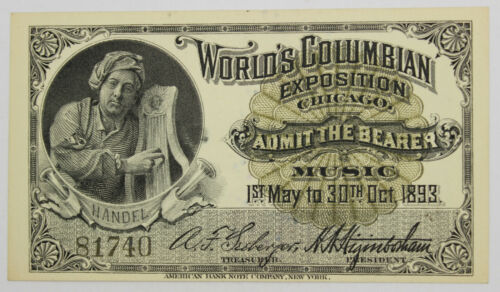 WORLD'S COLUMBIAN
EXPOSITION
CHICAGO.
ADMIT THE BEARER
MUSIC
1ST. May to 30TH. Oct. 1893.
HANDEL
81740
TREASURER. PRESIDENT.
AMERICAN BANK NOTE COMPANY, NEW YORK.